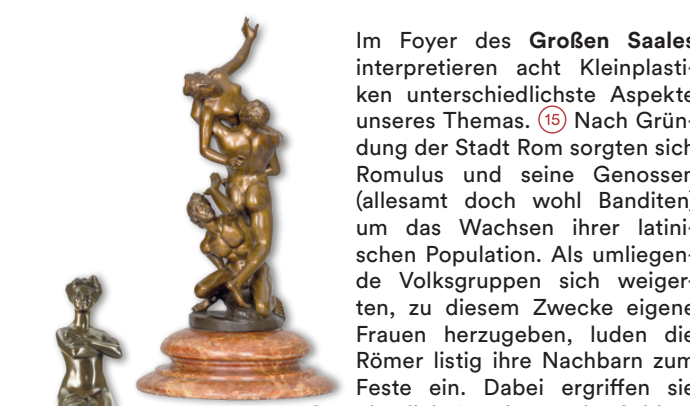 Im Foyer des Großen Saales
interpretieren acht Kleinplasti-
ken unterschiedlichste Aspekte
unseres Themas. 15 Nach Grün-
dung der Stadt Rom sorgten sich
Romulus und seine Genossen
(allesamt doch wohl Banditen)
um das Wachsen ihrer latini-
schen Population. Als umliegen-
de Volksgruppen sich weiger-
ten, zu diesem Zwecke eigene
Frauen herzugeben, luden die
Römer listig ihre Nachbarn zum
Feste ein. Dabei ergriffen sie